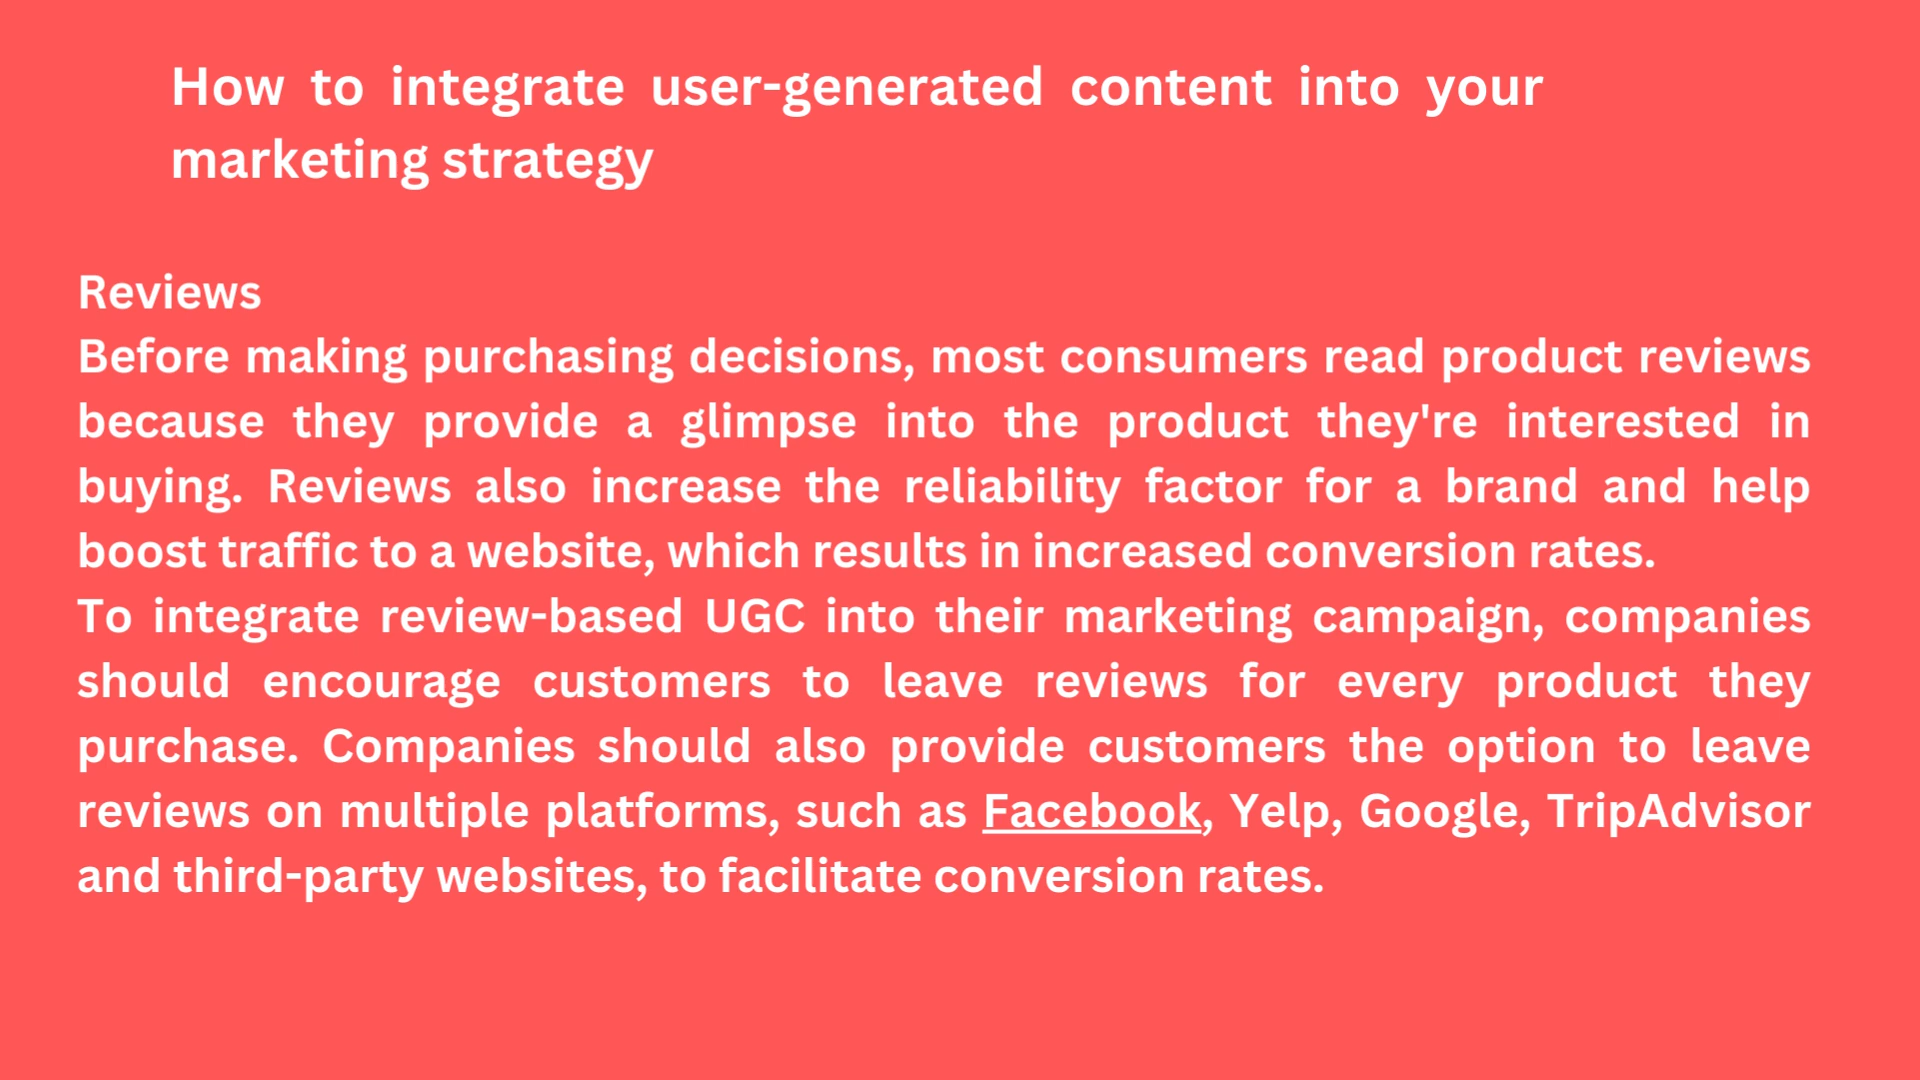 How to integrate user-generated content into your
marketing strategy
Reviews
Before making purchasing decisions, most consumers read product reviews
because they provide a glimpse into the product they're interested in
buying. Reviews also increase the reliability factor for a brand and help
boost traffic to a website, which results in increased conversion rates.
To integrate review-based UGC into their marketing campaign, companies
should encourage customers to leave reviews for every product they
purchase. Companies should also provide customers the option to leave
reviews on multiple platforms, such as Facebook, Yelp, Google, TripAdvisor
and third-party websites, to facilitate conversion rates.